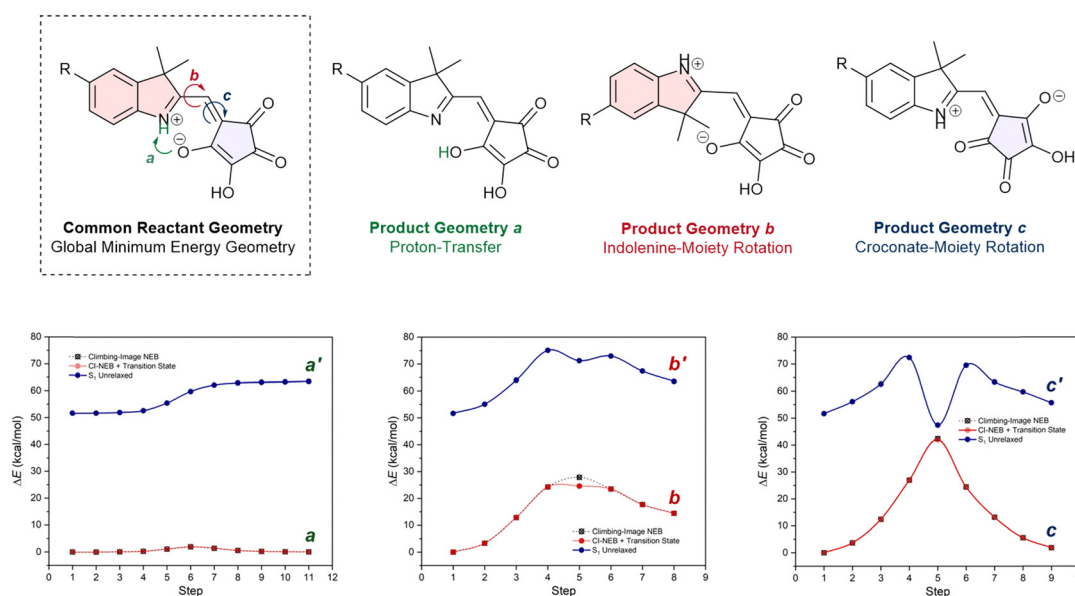 R
b
c
N
H
⊕
⊖
a
O
O
O
HO
Common Reactant Geometry
Global Minimum Energy Geometry
R
N
HO
O
O
HO
Product Geometry a
Proton-Transfer
H
N
⊕
R
⊖
O
O
O
HO
Product Geometry b
Indolenine-Moiety Rotation
R
N
H
⊕
O
⊖
O
OH
O
Product Geometry c
Croconate-Moiety Rotation
80
70
60
50
40
30
20
10
0
ΔE (kcal/mol)
Climbing-Image NEB
CI-NEB + Transition State
S1 Unrelaxed
a'
a
0 1 2 3 4 5 6 7 8 9 10 11 12
Step
80
70
60
50
40
30
20
10
0
ΔE (kcal/mol)
b'
b
Climbing-Image NEB
CI-NEB + Transition State
S1 Unrelaxed
0 1 2 3 4 5 6 7 8 9
Step
80
70
60
50
40
30
20
10
0
ΔE (kcal/mol)
c'
Climbing-Image NEB
CI-NEB + Transition State
S1 Unrelaxed
c
0 1 2 3 4 5 6 7 8 9 10
Step